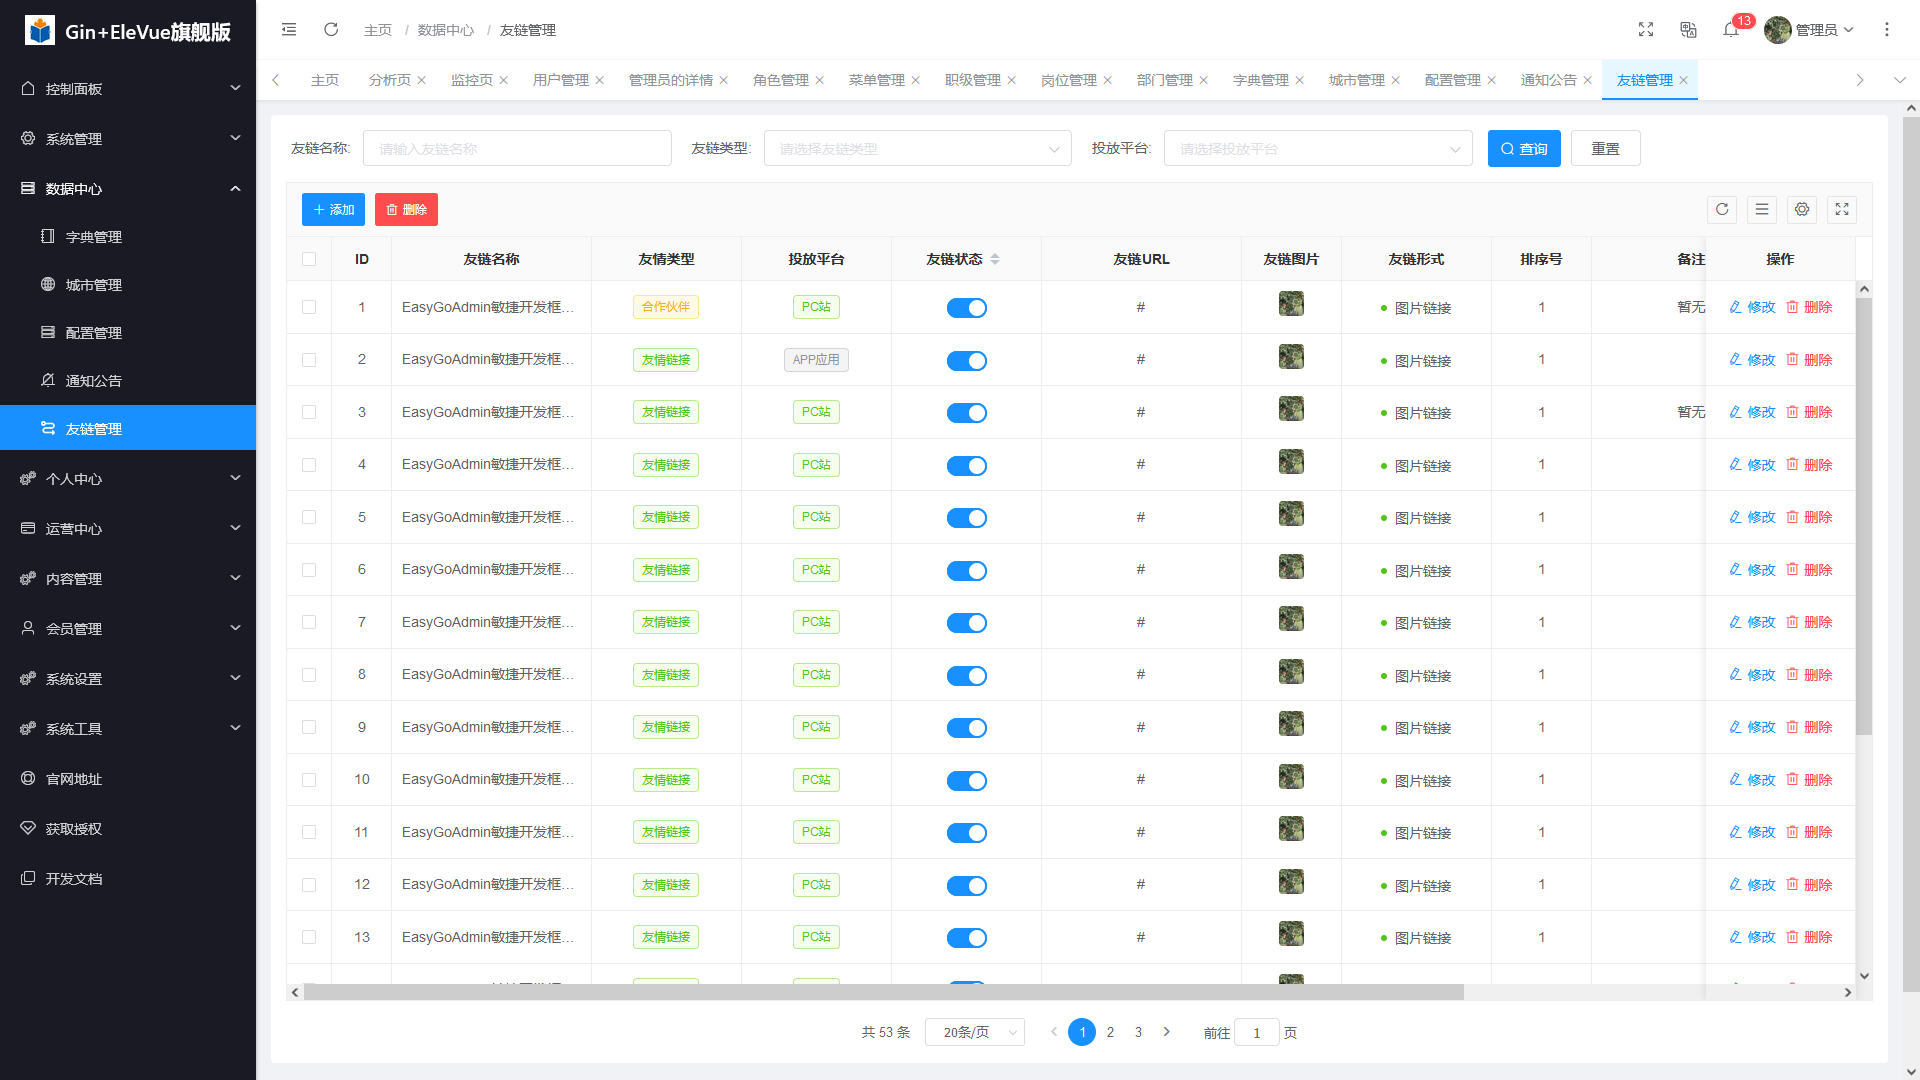 Gin+EleVue旗舰版
控制面板
系统管理
数据中心
字典管理
城市管理
配置管理
通知公告
友链管理
个人中心
运营中心
内容管理
会员管理
系统设置
系统工具
官网地址
获取授权
开发文档
主页 / 数据中心 / 友链管理
13
管理员
主页 分析页 监控页 用户管理 管理员的详情 角色管理 菜单管理 职级管理 岗位管理 部门管理 字典管理 城市管理 配置管理 通知公告 友链管理
友链名称: 请输入友链名称 友链类型: 请选择友链类型 投放平台: 请选择投放平台 查询 重置
添加 删除
ID 友链名称 友情类型 投放平台 友链状态 友链URL 友链图片 友链形式 排序号 备注 操作
1 EasyGoAdmin敏捷开发框... 合作伙伴 PC站 # 图片链接 1 暂无 修改 删除
2 EasyGoAdmin敏捷开发框... 友情链接 APP应用 # 图片链接 1 修改 删除
3 EasyGoAdmin敏捷开发框... 友情链接 PC站 # 图片链接 1 暂无 修改 删除
4 EasyGoAdmin敏捷开发框... 友情链接 PC站 # 图片链接 1 修改 删除
5 EasyGoAdmin敏捷开发框... 友情链接 PC站 # 图片链接 1 修改 删除
6 EasyGoAdmin敏捷开发框... 友情链接 PC站 # 图片链接 1 修改 删除
7 EasyGoAdmin敏捷开发框... 友情链接 PC站 # 图片链接 1 修改 删除
8 EasyGoAdmin敏捷开发框... 友情链接 PC站 # 图片链接 1 修改 删除
9 EasyGoAdmin敏捷开发框... 友情链接 PC站 # 图片链接 1 修改 删除
10 EasyGoAdmin敏捷开发框... 友情链接 PC站 # 图片链接 1 修改 删除
11 EasyGoAdmin敏捷开发框... 友情链接 PC站 # 图片链接 1 修改 删除
12 EasyGoAdmin敏捷开发框... 友情链接 PC站 # 图片链接 1 修改 删除
13 EasyGoAdmin敏捷开发框... 友情链接 PC站 # 图片链接 1 修改 删除
共 53 条 20条/页 1 2 3 前往 1 页